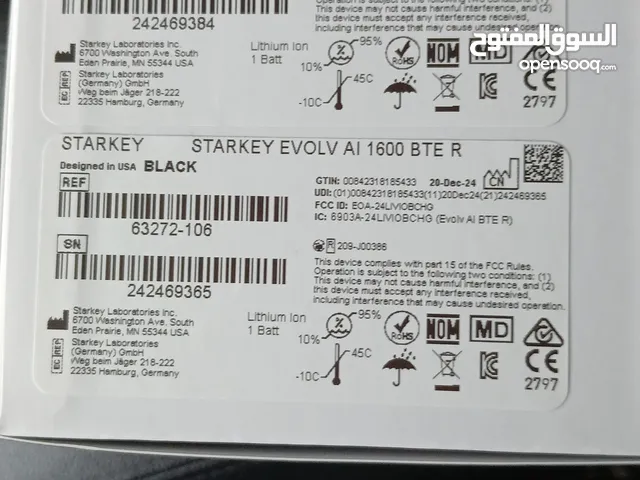 242469384
This device may not cause harmful interference, and (2)
this device must accept any interference received,
including interference that may cause undesired operation.
Starkey Laboratories Inc.
6700 Washington Ave. South
Eden Prairie, MN 55344 USA
Lithium Ion
1 Batt
10%
95%
RoHS
NOM
MD
EC REP
Starkey Laboratories
(Germany) GmbH
Weg beim Jäger 218-222
22335 Hamburg, Germany
-10C
45C
CE
2797
السوق المفتوح
opensooq.com
STARKEY
STARKEY EVOLV AI 1600 BTE R
Designed in USA BLACK
REF
63272-106
SN
242469365
GTIN: 00842318185433 20-Dec-24
CN
UDI: (01)00842318185433(11)20Dec24(21)242469365
FCC ID: EOA-24LIVIOBCHG
IC: 6903A-24LIVIOBCHG (Evolv AI BTE R)
R 209-J00386
This device complies with part 15 of the FCC Rules.
Operation is subject to the following two conditions: (1)
This device may not cause harmful interference, and (2)
this device must accept any interference received,
including interference that may cause undesired operation.
Starkey Laboratories Inc.
6700 Washington Ave. South
Eden Prairie, MN 55344 USA
Lithium Ion
1 Batt
10%
95%
RoHS
NOM
MD
EC REP
Starkey Laboratories
(Germany) GmbH
Weg beim Jäger 218-222
22335 Hamburg, Germany
-10C
45C
CE
2797